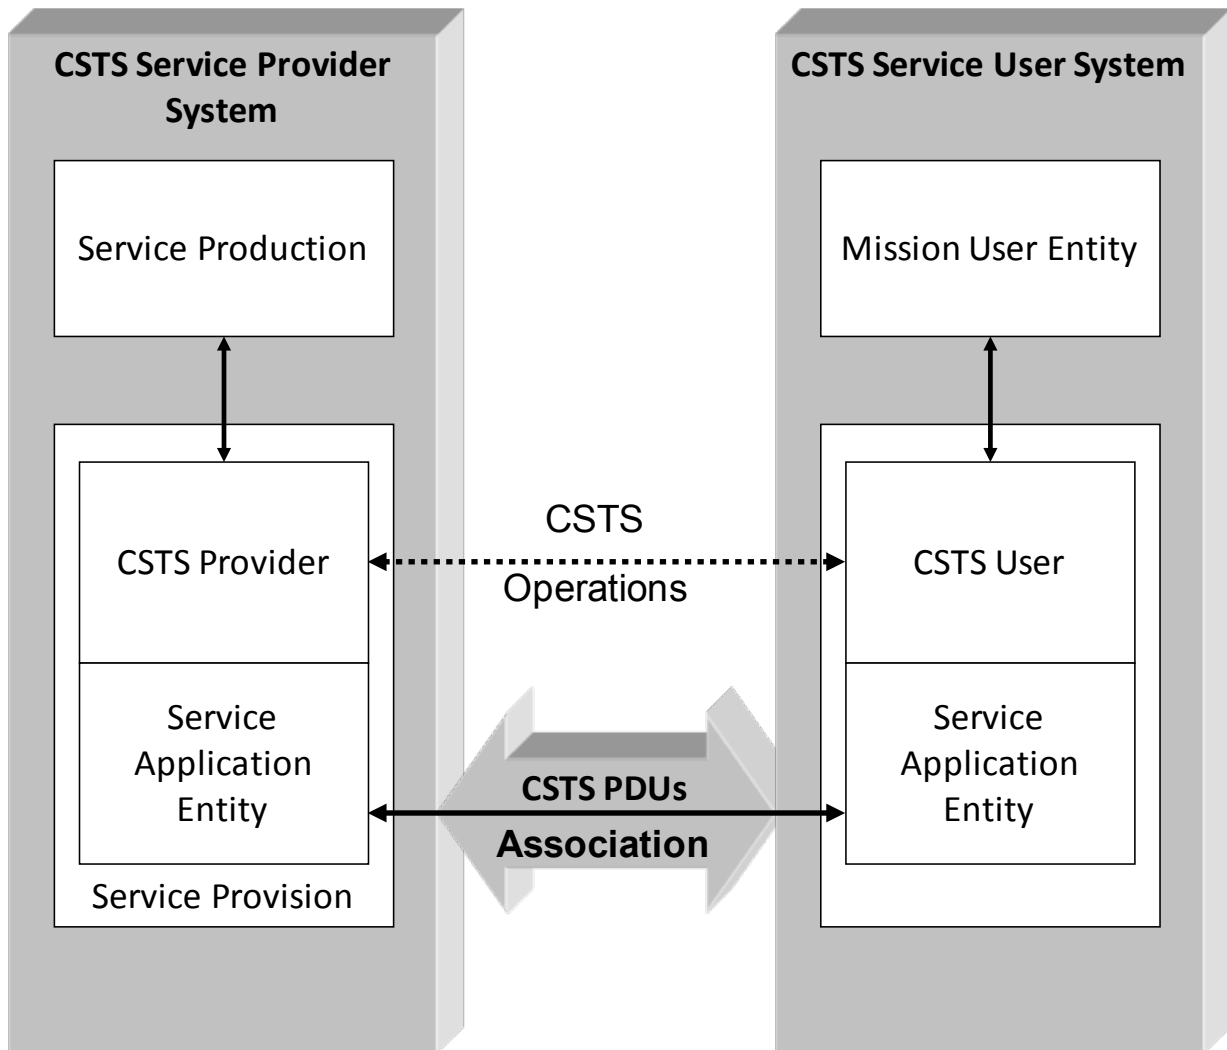 CSTS Service Provider
System
Service Production
CSTS Provider
Service
Application
Entity
Service Provision
CSTS
Operations
CSTS PDUs
Association
CSTS Service User System
Mission User Entity
CSTS User
Service
Application
Entity